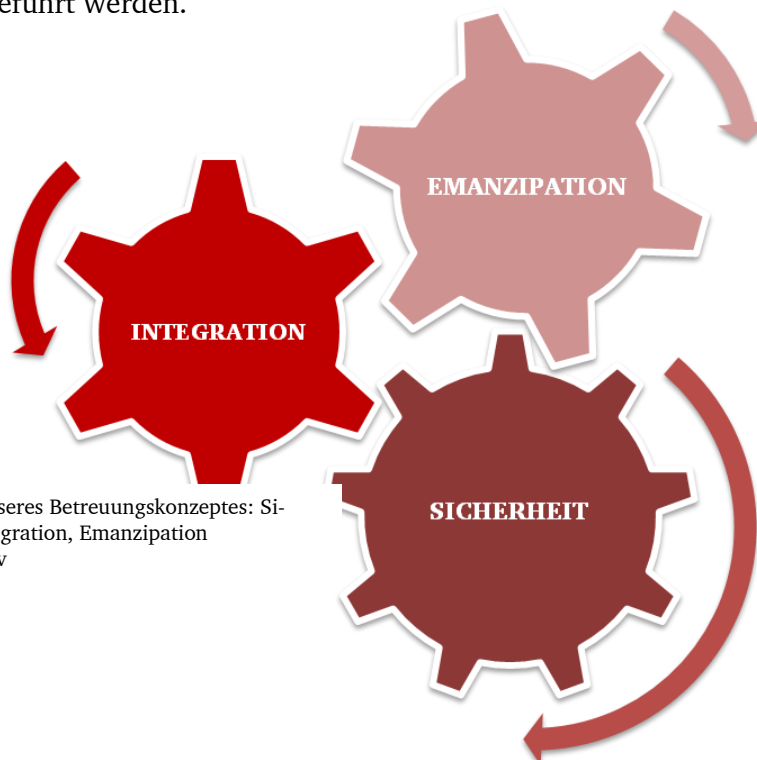 eführt werden.
EMANZIPATION
INTEGRATION
SICHERHEIT
seres Betreuungskonzeptes: Si-
gration, Emanzipation
v